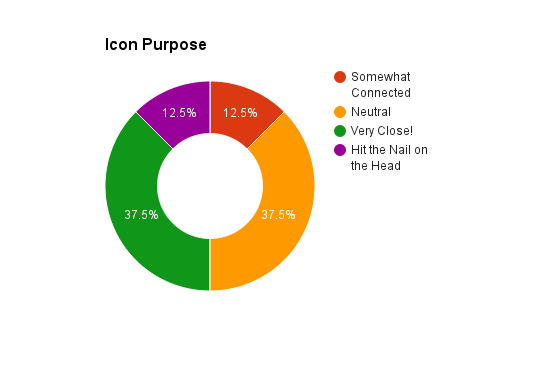 Icon Purpose
12.5%
12.5%
37.5%
37.5%
Somewhat
Connected
Neutral
Very Close!
Hit the Nail on
the Head